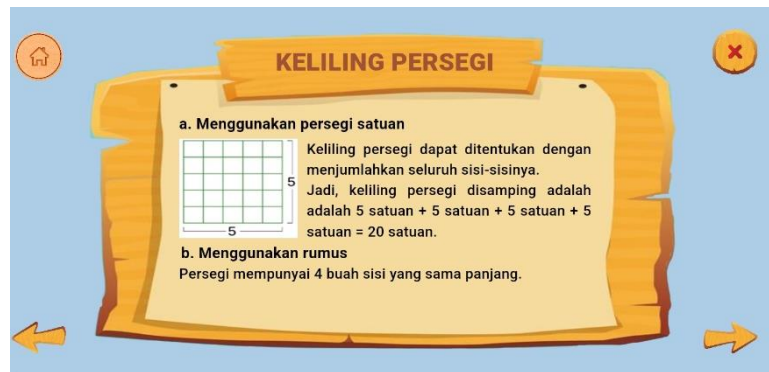 KELILING PERSEGI
a. Menggunakan persegi satuan
Keliling persegi dapat ditentukan dengan
menjumlahkan seluruh sisi-sisinya.
Jadi, keliling persegi disamping adalah
adalah 5 satuan + 5 satuan + 5 satuan + 5
satuan = 20 satuan.
5
5
b. Menggunakan rumus
Persegi mempunyai 4 buah sisi yang sama panjang.